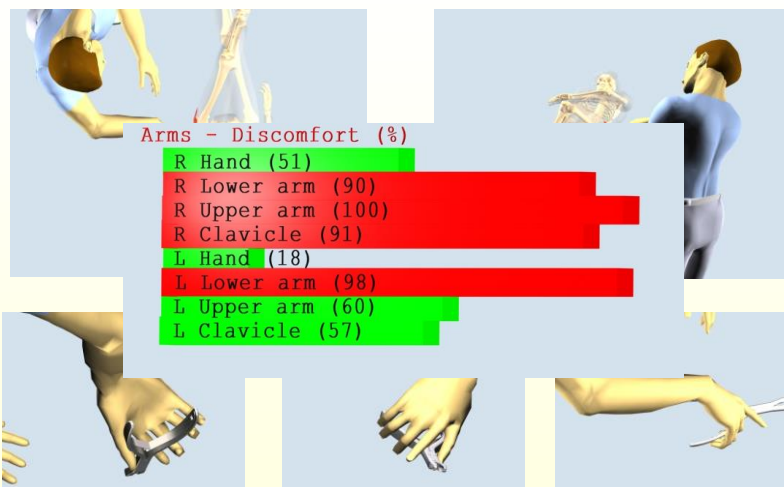 Arms - Discomfort (%)
R Hand (51)
R Lower arm (90)
R Upper arm (100)
R Clavicle (91)
L Hand (18)
L Lower arm (98)
L Upper arm (60)
L Clavicle (57)